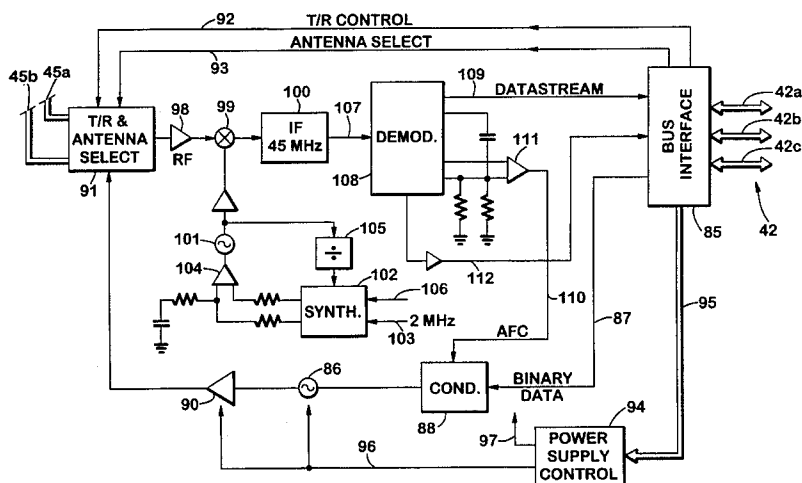 92
T/R CONTROL
ANTENNA SELECT
93
45b
45a
98
99
100
107
109
DATASTREAM
42a
42b
42c
T/R &
ANTENNA
SELECT
91
RF
IF
45 MHz
DEMOD.
108
111
BUS
INTERFACE
85
42
101
105
÷
104
102
SYNTH.
106
2 MHz
103
112
110
87
95
AFC
86
90
COND.
88
BINARY
DATA
97
94
POWER
SUPPLY
CONTROL
96